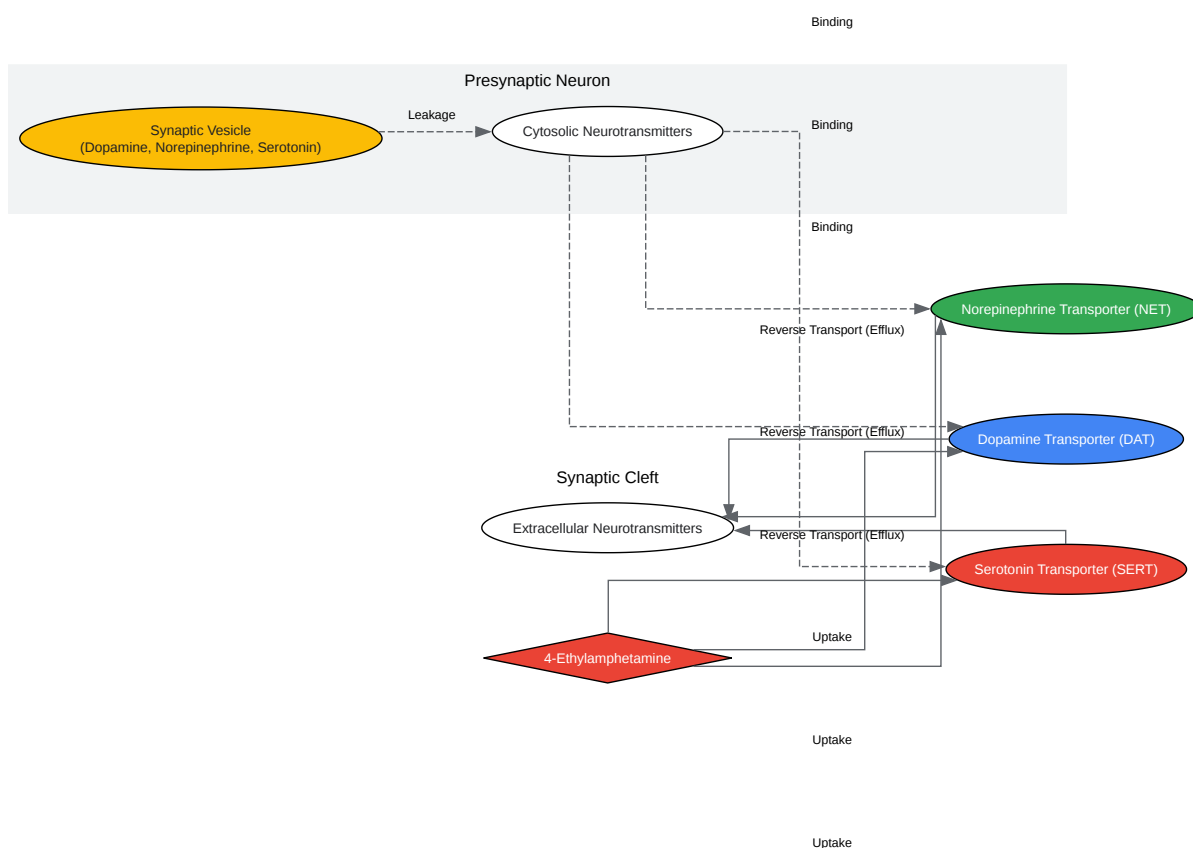 Binding
Presynaptic Neuron
Leakage
Synaptic Vesicle
(Dopamine, Norepinephrine, Serotonin)
Cytosolic Neurotransmitters
Binding
Binding
Norepinephrine Transporter (NET)
Reverse Transport (Efflux)
Reverse Transport (Efflux)
Dopamine Transporter (DAT)
Synaptic Cleft
Extracellular Neurotransmitters
Reverse Transport (Efflux)
Serotonin Transporter (SERT)
Uptake
4-Ethylamphetamine
Uptake
Uptake